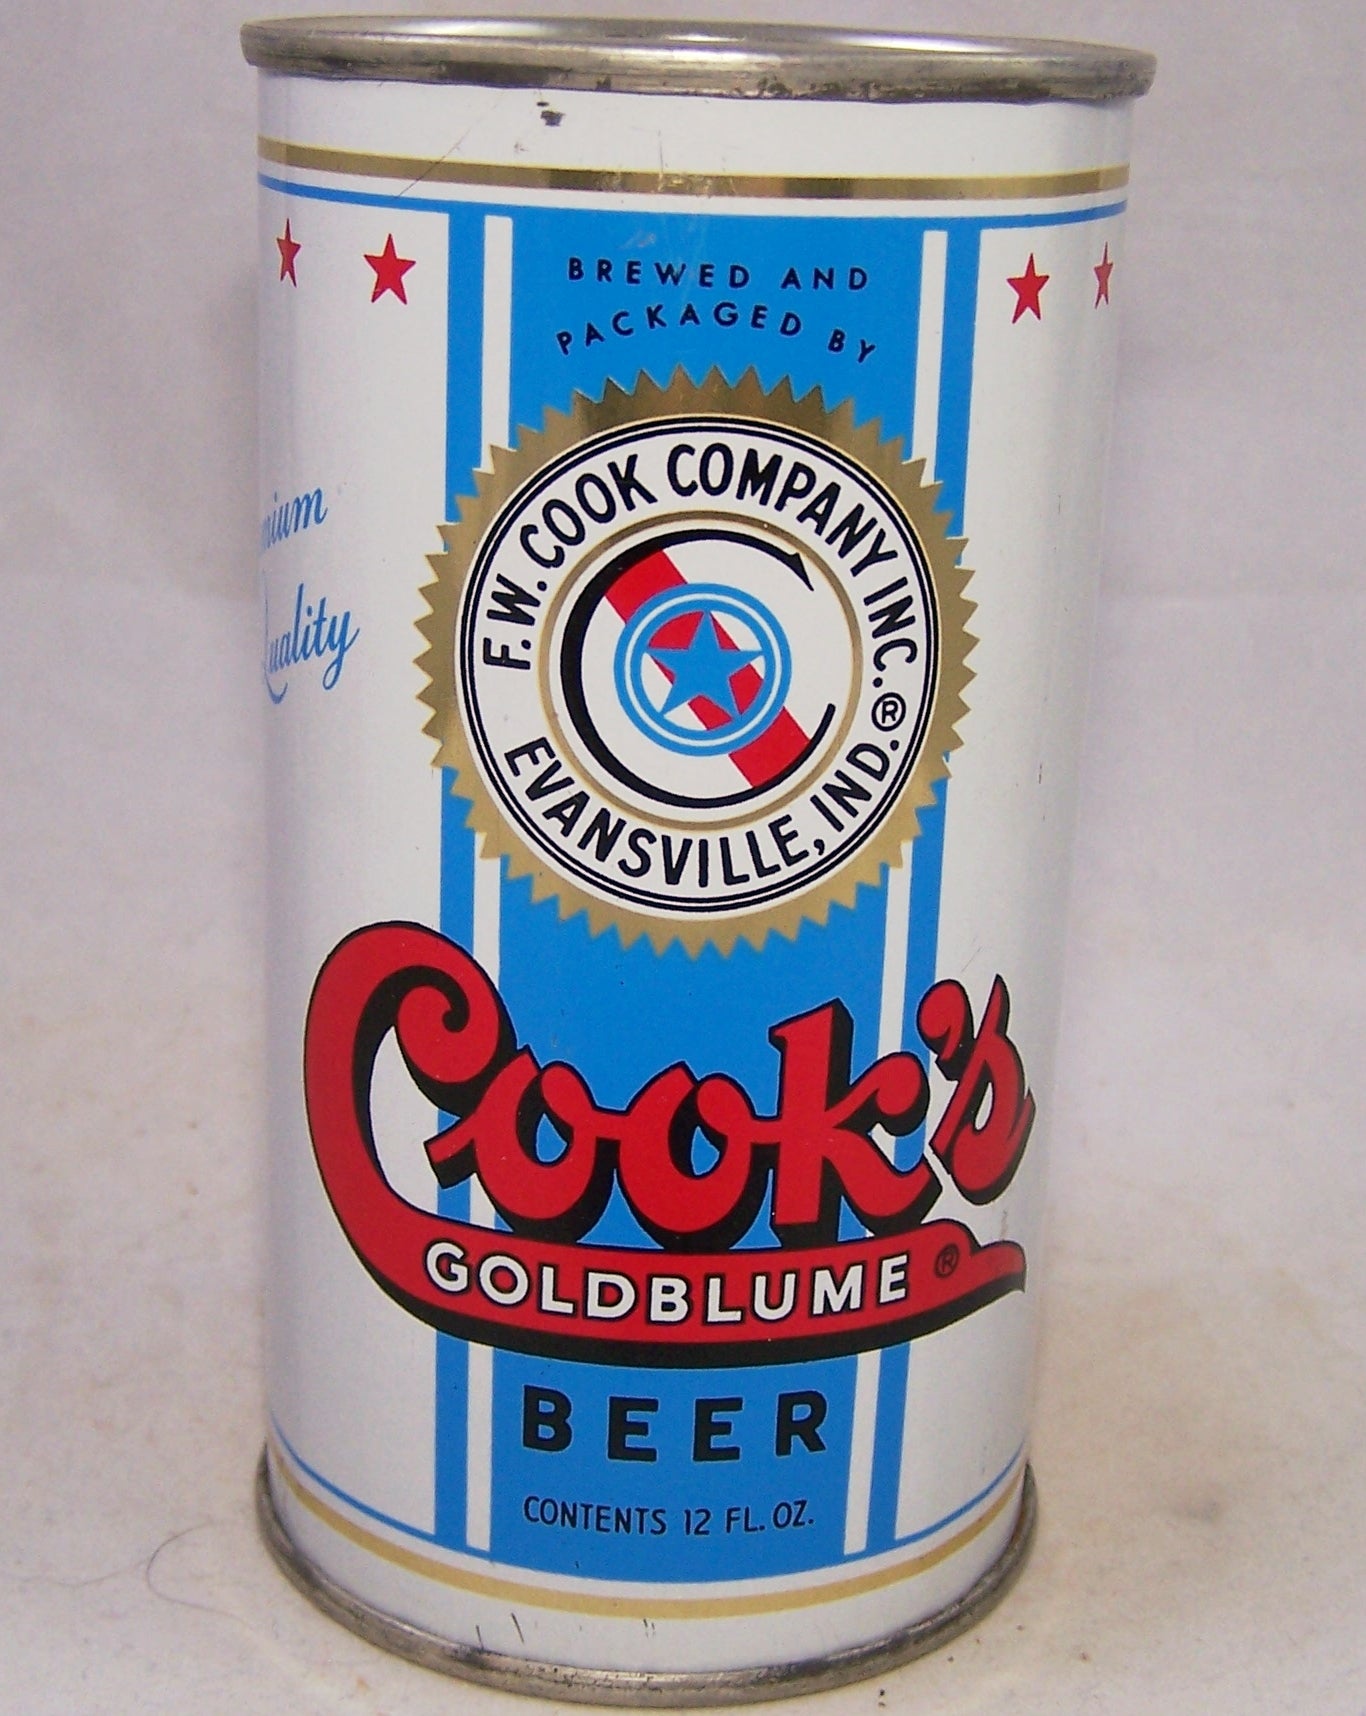 BREWED AND
PACKAGED BY
F.W. COOK COMPANY INC.®
EVANSVILLE, IND.
Quality
Cook's
GOLDBLUME ®
BEER
CONTENTS 12 FL. OZ.